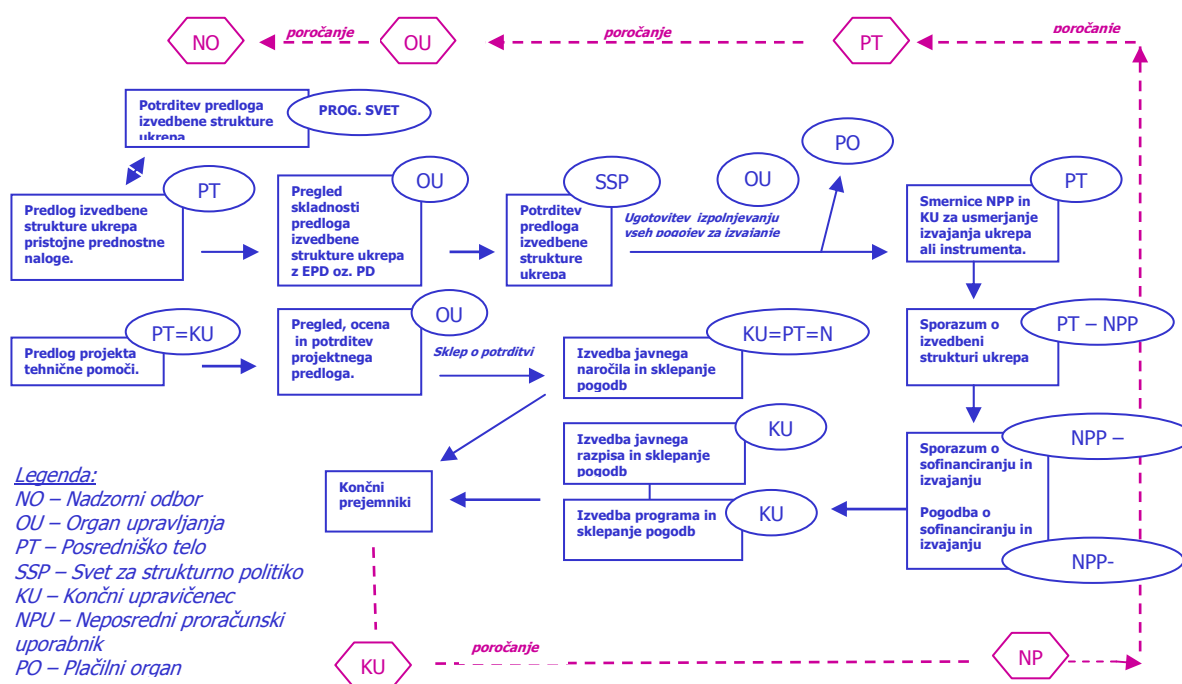 NO
poročanje
OU
poročanje
PT
poročanje
Potrditev predloga
izvedbene strukture
ukrepa
PROG. SVET
Predlog izvedbene
strukture ukrepa
pristojne prednostne
naloge.
PT
Pregled
skladnosti
predloga
izvedbene
strukture ukrepa
z EPD oz. PD
OU
Potrditev
predloga
izvedbene
strukture
ukrepa
SSP
OU
PO
Ugotovitev izpolnjevanju
vseh pogojev za izvajanje
Smernice NPP in
KU za usmerjanje
izvajanja ukrepa
ali instrumenta.
PT
Predlog projekta
tehnične pomoči.
PT=KU
Pregled, ocena
in potrditev
projektnega
predloga.
OU
Sklep o potrditvi
Izvedba javnega
naročila in sklepanje
pogodb
KU=PT=N
Sporazum o
izvedbeni
strukturi ukrepa
PT – NPP
Izvedba javnega
razpisa in sklepanje
pogodb
KU
Izvedba programa in
sklepanje pogodb
KU
Sporazum o
sofinanciranju in
izvajanju
Pogodba o
sofinanciranju in
izvajanju
NPP –
NPP-
Končni
prejemniki
Legenda:
NO – Nadzorni odbor
OU – Organ upravljanja
PT – Posredniško telo
SSP – Svet za strukturno politiko
KU – Končni upravičenec
NPU – Neposredni proračunski
uporabnik
PO – Plačilni organ
KU
poročanje
NP